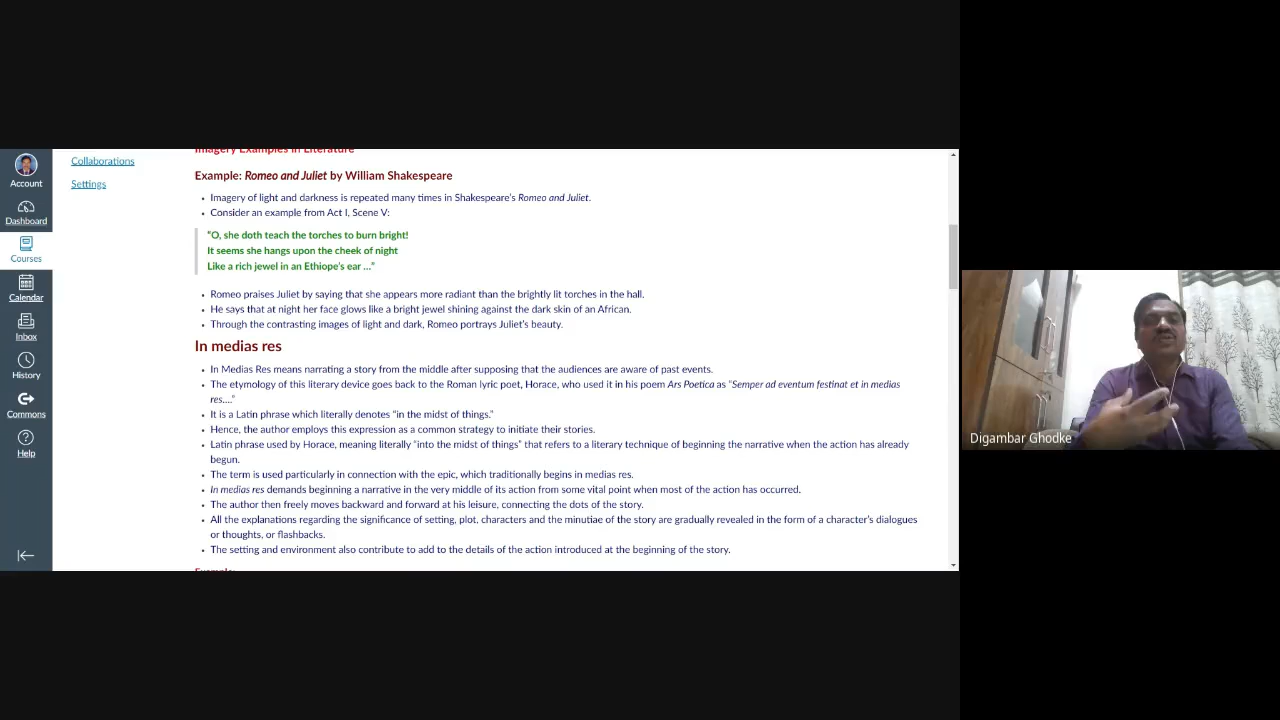 Account
Dashboard
Courses
Calendar
Inbox
History
Commons
Help
Collaborations
Settings
Imagery Examples in Literature
Example: Romeo and Juliet by William Shakespeare
• Imagery of light and darkness is repeated many times in Shakespeare's Romeo and Juliet.
• Consider an example from Act I, Scene V:
"O, she doth teach the torches to burn bright!
It seems she hangs upon the cheek of night
Like a rich jewel in an Ethiope's ear ..."
• Romeo praises Juliet by saying that she appears more radiant than the brightly lit torches in the hall.
• He says that at night her face glows like a bright jewel shining against the dark skin of an African.
• Through the contrasting images of light and dark, Romeo portrays Juliet's beauty.
In medias res
• In Medias Res means narrating a story from the middle after supposing that the audiences are aware of past events.
• The etymology of this literary device goes back to the Roman lyric poet, Horace, who used it in his poem Ars Poetica as "Semper ad eventum festinat et in medias
res...."
• It is a Latin phrase which literally denotes "in the midst of things."
• Hence, the author employs this expression as a common strategy to initiate their stories.
• Latin phrase used by Horace, meaning literally "into the midst of things" that refers to a literary technique of beginning the narrative when the action has already
begun.
• The term is used particularly in connection with the epic, which traditionally begins in medias res.
• In medias res demands beginning a narrative in the very middle of its action from some vital point when most of the action has occurred.
• The author then freely moves backward and forward at his leisure, connecting the dots of the story.
• All the explanations regarding the significance of setting, plot, characters and the minutiae of the story are gradually revealed in the form of a character's dialogues
or thoughts, or flashbacks.
• The setting and environment also contribute to add to the details of the action introduced at the beginning of the story.
Example:
Digambar Ghodke